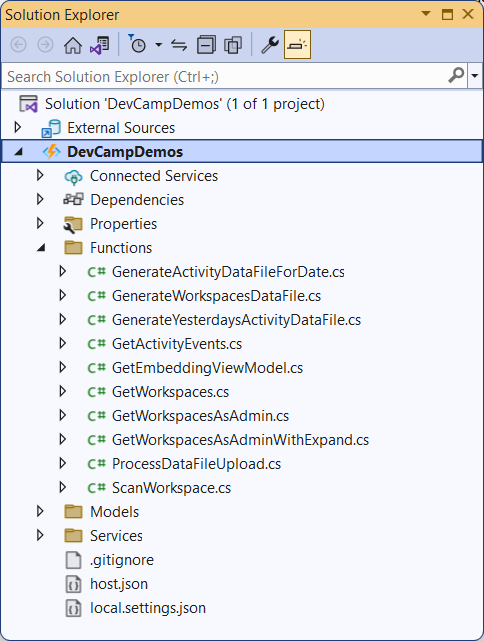 Solution Explorer
Search Solution Explorer (Ctrl+;)
Solution 'DevCampDemos' (1 of 1 project)
External Sources
DevCampDemos
Connected Services
Dependencies
Properties
Functions
C# GenerateActivityDataFileForDate.cs
C# GenerateWorkspacesDataFile.cs
C# GenerateYesterdaysActivityDataFile.cs
C# GetActivityEvents.cs
C# GetEmbeddingViewModel.cs
C# GetWorkspaces.cs
C# GetWorkspacesAsAdmin.cs
C# GetWorkspacesAsAdminWithExpand.cs
C# ProcessDataFileUpload.cs
C# ScanWorkspace.cs
Models
Services
.gitignore
host.json
local.settings.json